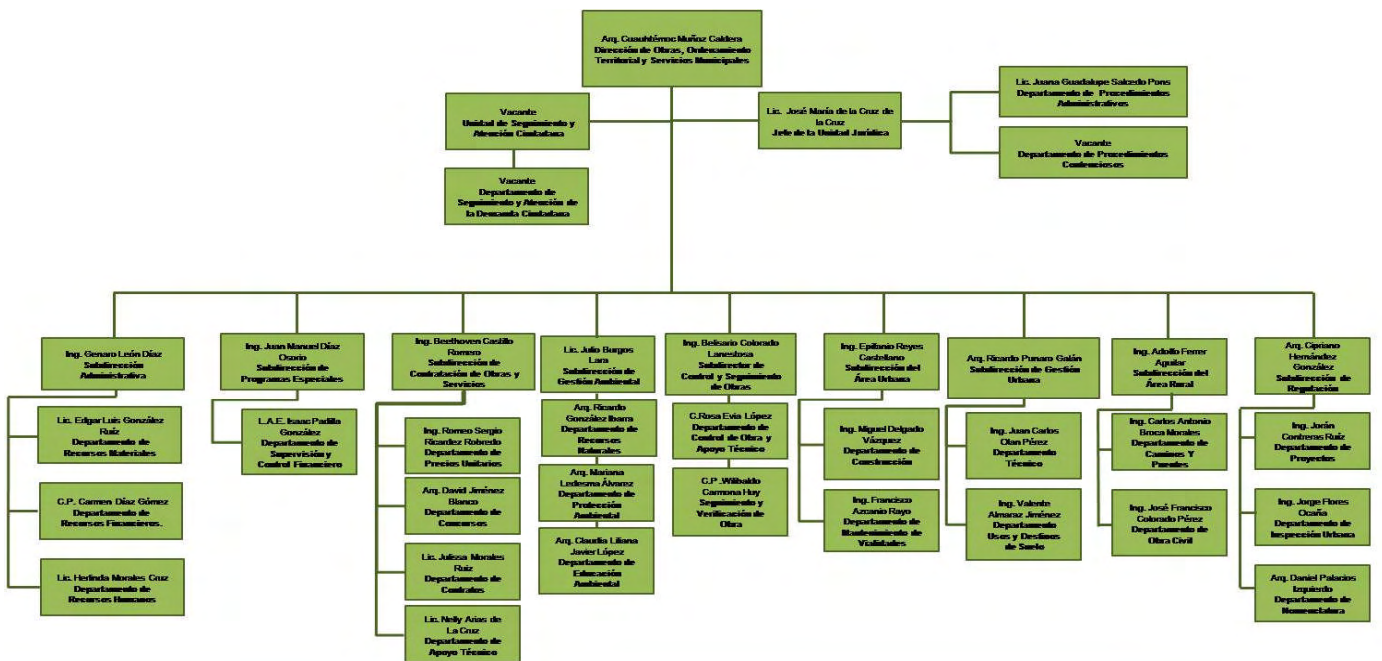 Arq. Cuauhtémoc Muñoz Caldera
Dirección de Obras, Ordenamiento
Territorial y Servicios Municipales
Vacante
Unidad de Seguimiento y
Atención Ciudadana
Vacante
Departamento de
Seguimiento y Atención de
la Demanda Ciudadana
Lic. José María de la Cruz de
la Cruz
Jefe de la Unidad Jurídica
Lic. Juana Guadalupe Salcedo Pons
Departamento de Procedimientos
Administrativos
Vacante
Departamento de Procedimientos
Contenciosos
Ing. Genaro León Díaz
Subdirección
Administrativa
Lic. Edgar Luis González
Ruiz
Departamento de
Recursos Materiales
C.P. Carmen Díaz Gómez
Departamento de
Recursos Financieros.
Lic. Herlinda Morales Cruz
Departamento de
Recursos Humanos
Ing. Juan Manuel Díaz
Osorio
Subdirección de
Programas Especiales
L.A.E. Isaac Padilla
González
Departamento de
Supervisión y
Control Financiero
Ing. Beethoven Castillo
Romero
Subdirección de
Contratación de Obras y
Servicios
Ing. Romeo Sergio
Ricardez Robredo
Departamento de
Precios Unitarios
Arq. David Jiménez
Blanco
Departamento de
Concursos
Lic. Julissa Morales
Ruiz
Departamento de
Contratos
Lic. Nelly Arias de
La Cruz
Departamento de
Apoyo Técnico
Lic. Julio Burgos
Lara
Subdirección de
Gestión Ambiental
Arq. Ricardo
González Ibarra
Departamento de
Recursos
Naturales
Arq. Mariana
Ledesma Álvarez
Departamento de
Protección
Ambiental
Arq. Claudia Liliana
Javier López
Departamento de
Educación
Ambiental
Ing. Belisario Colorado
Lanestosa
Subdirector de
Control y Seguimiento
de Obras
C.Rosa Evia López
Departamento de
Control de Obra y
Apoyo Técnico
C.P .Wilibaldo
Carmona Huy
Seguimiento y
Verificación de
Obra
Ing. Epifanio Reyes
Castellano
Subdirección del
Área Urbana
Ing. Miguel Delgado
Vázquez
Departamento de
Construcción
Ing. Francisco
Azcanio Rayo
Departamento de
Mantenimiento de
Vialidades
Arq. Ricardo Punaro Galán
Subdirección de Gestión
Urbana
Ing. Juan Carlos
Olan Pérez
Departamento
Técnico
Ing. Valente
Almaraz Jiménez
Departamento
Usos y Destinos
de Suelo
Ing. Adolfo Ferrer
Aguilar
Subdirección del
Área Rural
Ing. Carlos Antonio
Broca Morales
Departamento de
Caminos Y
Puentes
Ing. José Francisco
Colorado Pérez
Departamento de
Obra Civil
Arq. Cipriano
Hernández
González
Subdirección de
Regulación
Ing. Jorán
Contreras Ruiz
Departamento de
Proyectos
Ing. Jorge Flores
Ocaña
Departamento de
Inspección Urbana
Arq. Daniel Palacios
Izquierdo
Departamento de
Nomenclatura